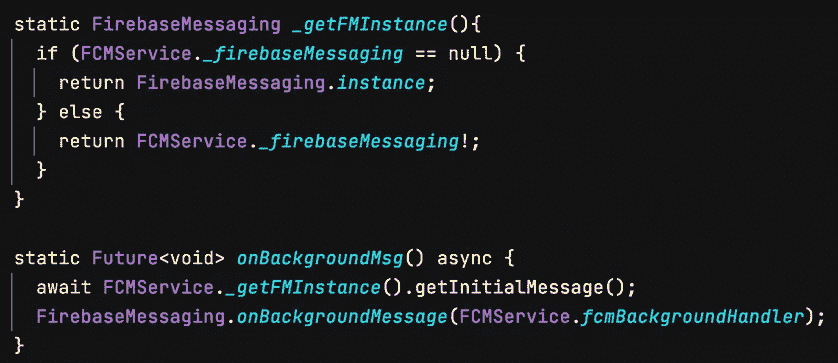 static FirebaseMessaging _getFMInstance(){
if (FCMService._firebaseMessaging == null) {
return FirebaseMessaging.instance;
} else {
return FCMService._firebaseMessaging!;
}
}
static Future<void> onBackgroundMsg() async {
await FCMService._getFMInstance().getInitialMessage();
FirebaseMessaging.onBackgroundMessage(FCMService.fcmBackgroundHandler);
}